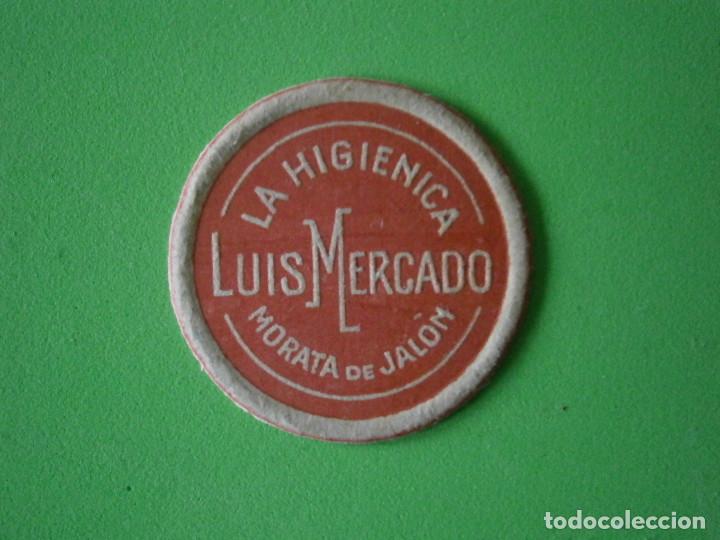 LA HIGIENICA
LUIS MERCADO
MORATA DE JALÓN
todocoleccion